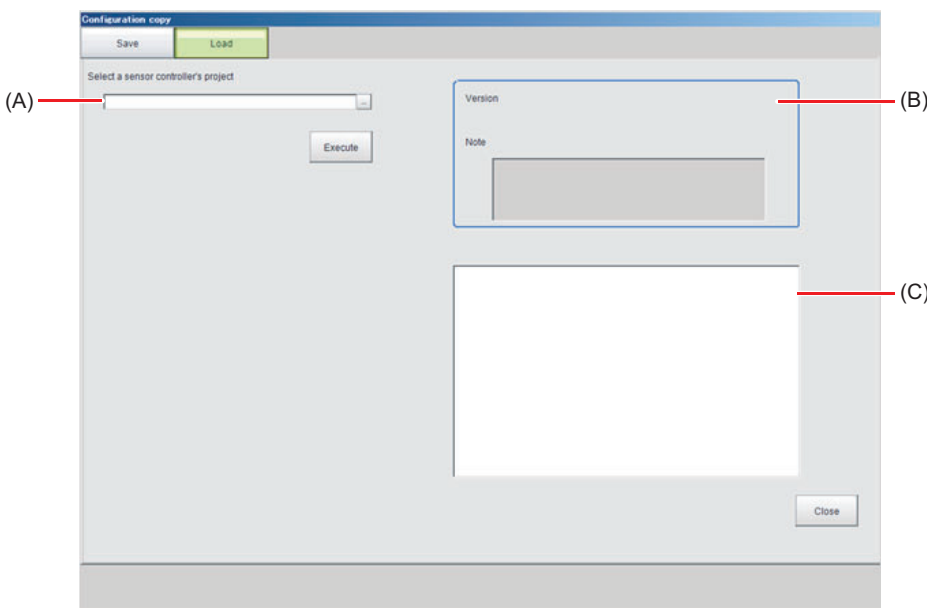 Configuration copy
Save
Load
Select a sensor controller's project
(A)
...
Execute
Version
(B)
Note
(C)
Close